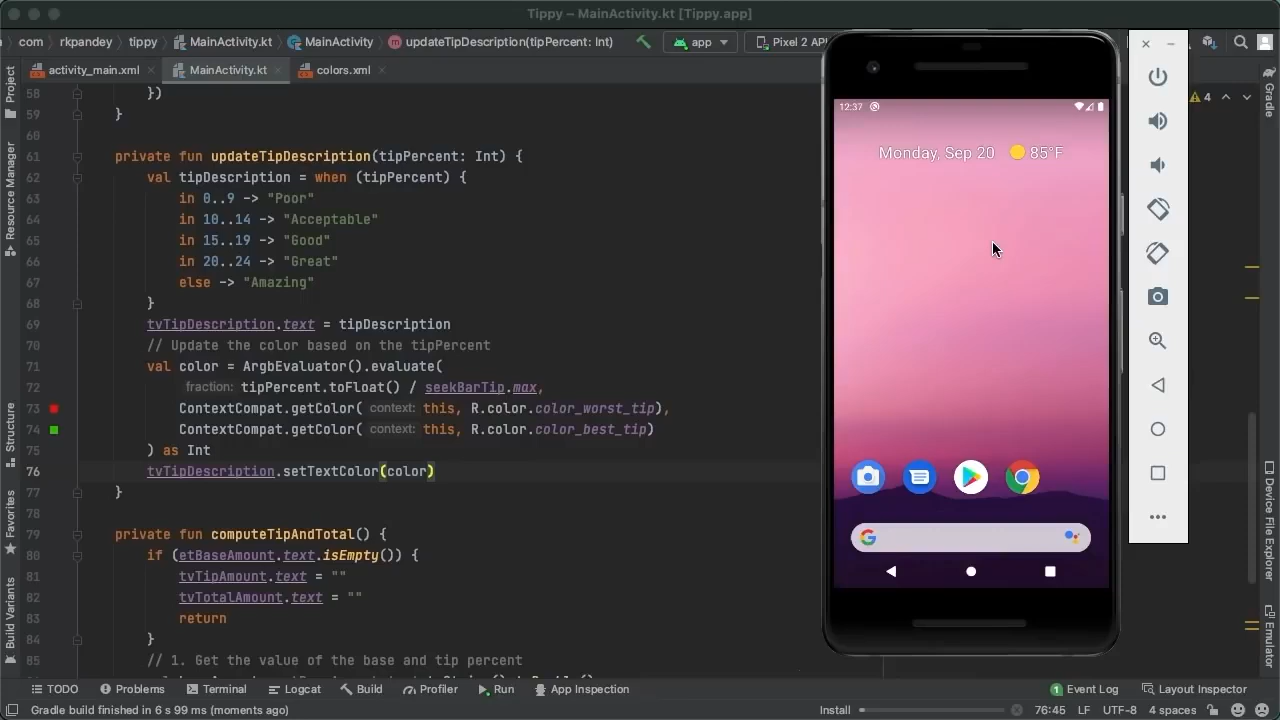 Tippy – MainActivity.kt [Tippy.app]
com rkpandey tippy MainActivity.kt MainActivity updateTipDescription(tipPercent: Int) app Pixel 2 API
activity_main.xml MainActivity.kt colors.xml
4
Project
Resource Manager
Structure
Favorites
Build Variants
Gradle
Device File Explorer
Emulator
58 })
59 }
60
61 private fun updateTipDescription(tipPercent: Int) {
62 val tipDescription = when (tipPercent) {
63 in 0..9 -> "Poor"
64 in 10..14 -> "Acceptable"
65 in 15..19 -> "Good"
66 in 20..24 -> "Great"
67 else -> "Amazing"
68 }
69 tvTipDescription.text = tipDescription
70 // Update the color based on the tipPercent
71 val color = ArgbEvaluator().evaluate(
72 fraction: tipPercent.toFloat() / seekBarTip.max,
73 ContextCompat.getColor( context: this, R.color.color_worst_tip),
74 ContextCompat.getColor( context: this, R.color.color_best_tip)
75 ) as Int
76 tvTipDescription.setTextColor(color)
77 }
78
79 private fun computeTipAndTotal() {
80 if (etBaseAmount.text.isEmpty()) {
81 tvTipAmount.text = ""
82 tvTotalAmount.text = ""
83 return
84 }
85 // 1. Get the value of the base and tip percent
12:37
Monday, Sep 20 85°F
TODO Problems Terminal Logcat Build Profiler Run App Inspection 1 Event Log Layout Inspector
Gradle build finished in 6 s 99 ms (moments ago) Install 76:45 LF UTF-8 4 spaces